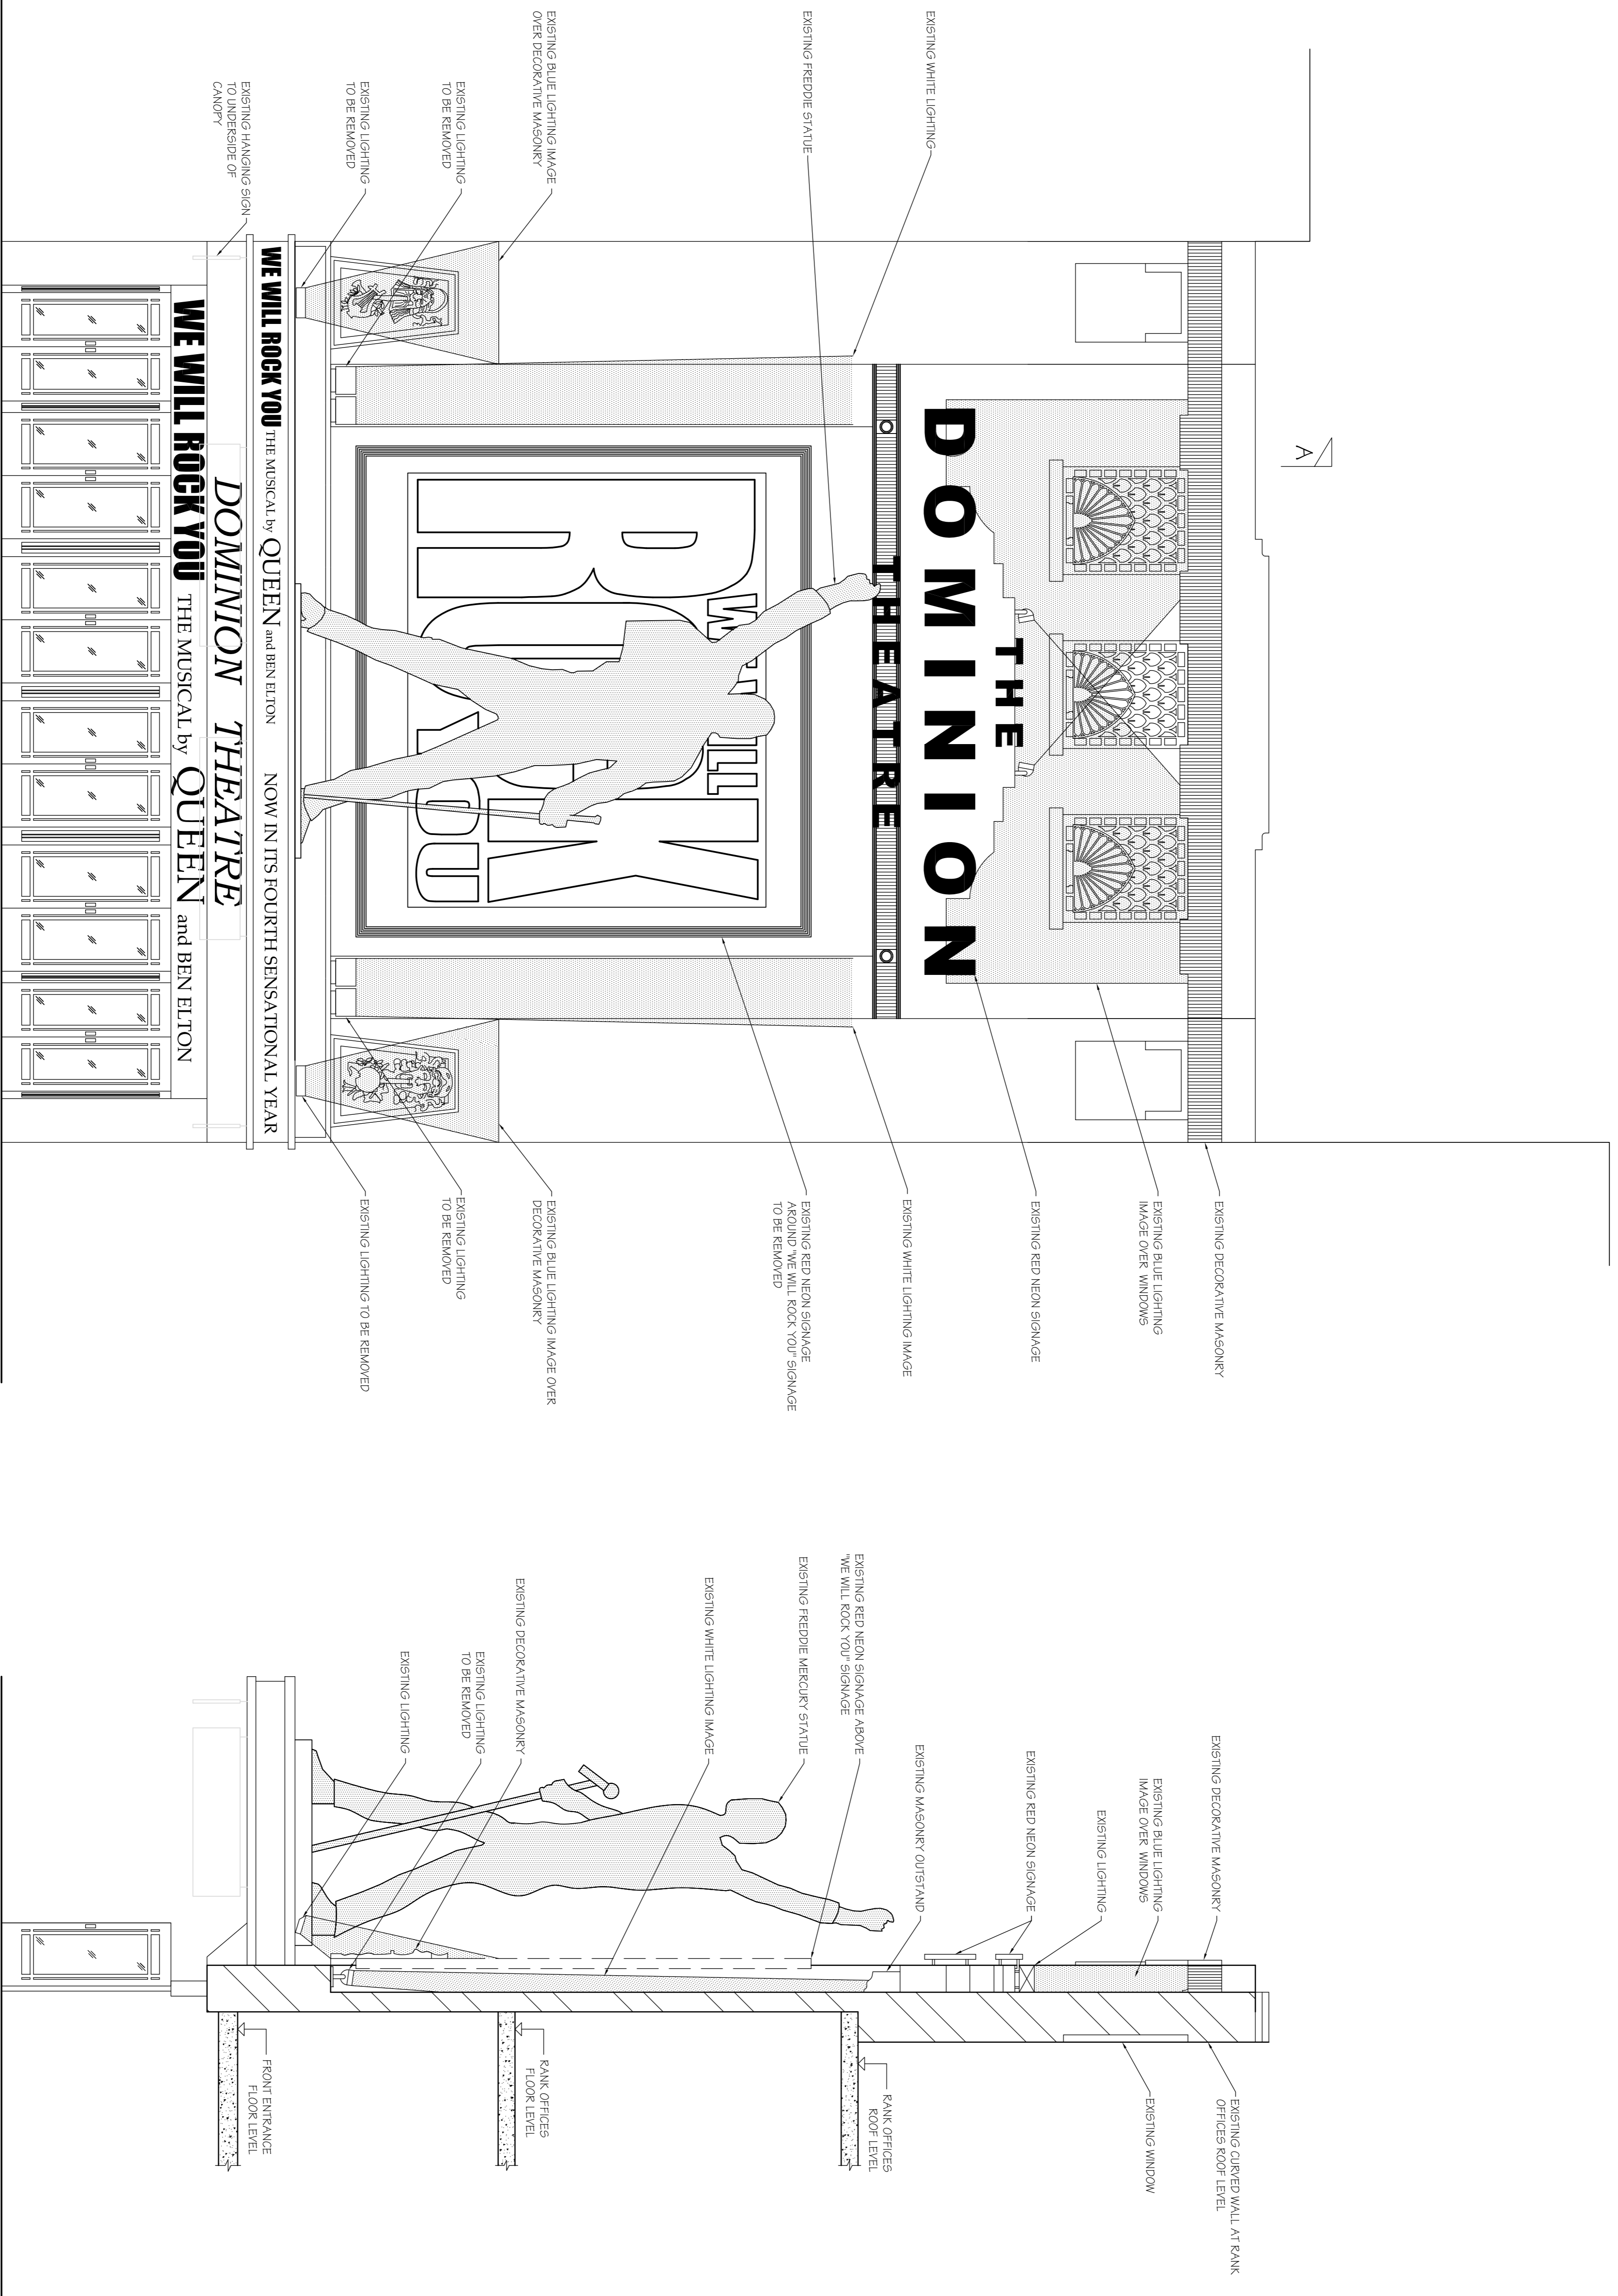 EXISTING WHITE LIGHTING
EXISTING FREDDIE STATUE
EXISTING BLUE LIGHTING IMAGE
OVER DECORATIVE MASONRY
EXISTING LIGHTING
TO BE REMOVED
EXISTING LIGHTING
TO BE REMOVED
EXISTING HANGING SIGN
TO UNDERSIDE OF
CANOPY
A
THE
DOMINION
THEATRE
WE WILL
ROCK
YOU
WE WILL ROCK YOU THE MUSICAL by QUEEN and BEN ELTON NOW IN ITS FOURTH SENSATIONAL YEAR
DOMINION THEATRE
WE WILL ROCK YOU THE MUSICAL by QUEEN and BEN ELTON
EXISTING DECORATIVE MASONRY
EXISTING BLUE LIGHTING
IMAGE OVER WINDOWS
EXISTING RED NEON SIGNAGE
EXISTING WHITE LIGHTING IMAGE
EXISTING RED NEON SIGNAGE
AROUND "WE WILL ROCK YOU" SIGNAGE
TO BE REMOVED
EXISTING BLUE LIGHTING IMAGE OVER
DECORATIVE MASONRY
EXISTING LIGHTING
TO BE REMOVED
EXISTING LIGHTING TO BE REMOVED
EXISTING DECORATIVE MASONRY
EXISTING BLUE LIGHTING
IMAGE OVER WINDOWS
EXISTING LIGHTING
EXISTING RED NEON SIGNAGE
EXISTING MASONRY OUTSTAND
EXISTING RED NEON SIGNAGE ABOVE
"WE WILL ROCK YOU" SIGNAGE
EXISTING FREDDIE MERCURY STATUE
EXISTING WHITE LIGHTING IMAGE
EXISTING DECORATIVE MASONRY
EXISTING LIGHTING
TO BE REMOVED
EXISTING LIGHTING
EXISTING CURVED WALL AT RANK
OFFICES ROOF LEVEL
EXISTING WINDOW
RANK OFFICES
ROOF LEVEL
RANK OFFICES
FLOOR LEVEL
FRONT ENTRANCE
FLOOR LEVEL